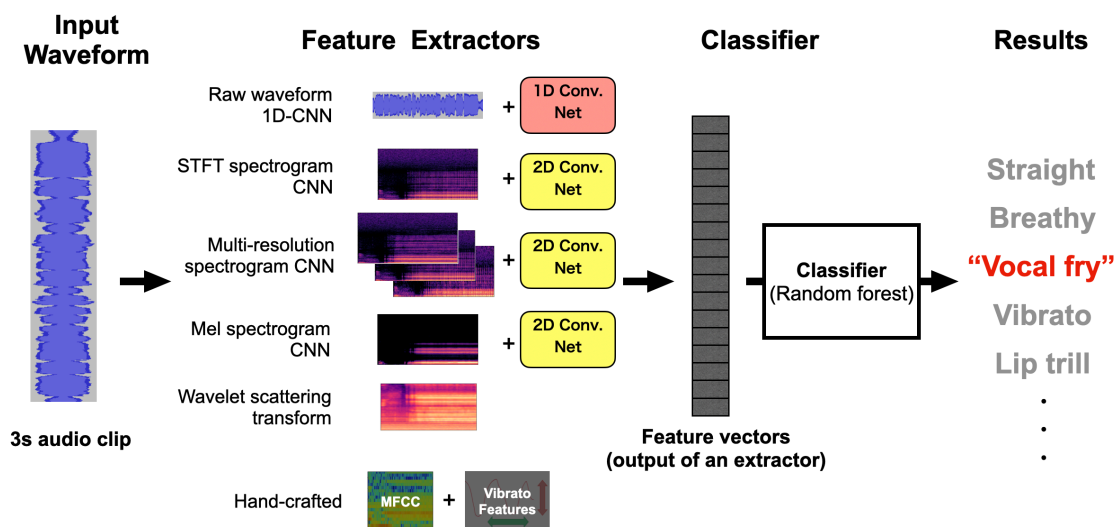 Input
Waveform
Feature Extractors
Classifier
Results
Raw waveform
1D-CNN
+
1D Conv.
Net
STFT spectrogram
CNN
+
2D Conv.
Net
Multi-resolution
spectrogram CNN
+
2D Conv.
Net
Mel spectrogram
CNN
+
2D Conv.
Net
Wavelet scattering
transform
Hand-crafted
MFCC
+
Vibrato
Features
3s audio clip
Feature vectors
(output of an extractor)
Classifier
(Random forest)
Straight
Breathy
“Vocal fry”
Vibrato
Lip trill
.
.
.